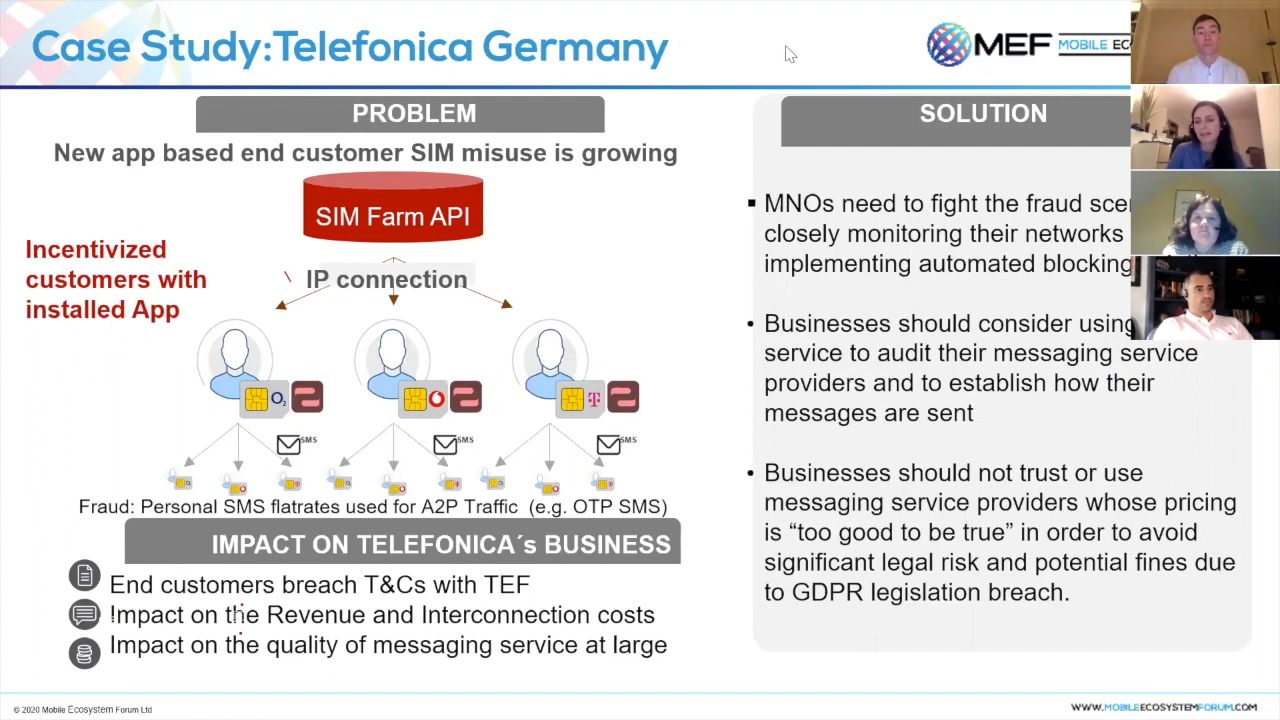 Case Study:Telefonica Germany
MEF MOBILE
PROBLEM
New app based end customer SIM misuse is growing
SIM Farm API
Incentivized
customers with
installed App
IP connection
O2
SMS
SMS
SMS
Fraud: Personal SMS flatrates used for A2P Traffic (e.g. OTP SMS)
IMPACT ON TELEFONICA´s BUSINESS
End customers breach T&Cs with TEF
Impact on the Revenue and Interconnection costs
Impact on the quality of messaging service at large
SOLUTION
MNOs need to fight the fraud
closely monitoring their networks
implementing automated blocking
Businesses should consider using
service to audit their messaging service
providers and to establish how their
messages are sent
Businesses should not trust or use
messaging service providers whose pricing
is “too good to be true” in order to avoid
significant legal risk and potential fines due
to GDPR legislation breach.
© 2020 Mobile Ecosystem Forum Ltd
WWW.MOBILEECOSYSTEMFORUM.COM